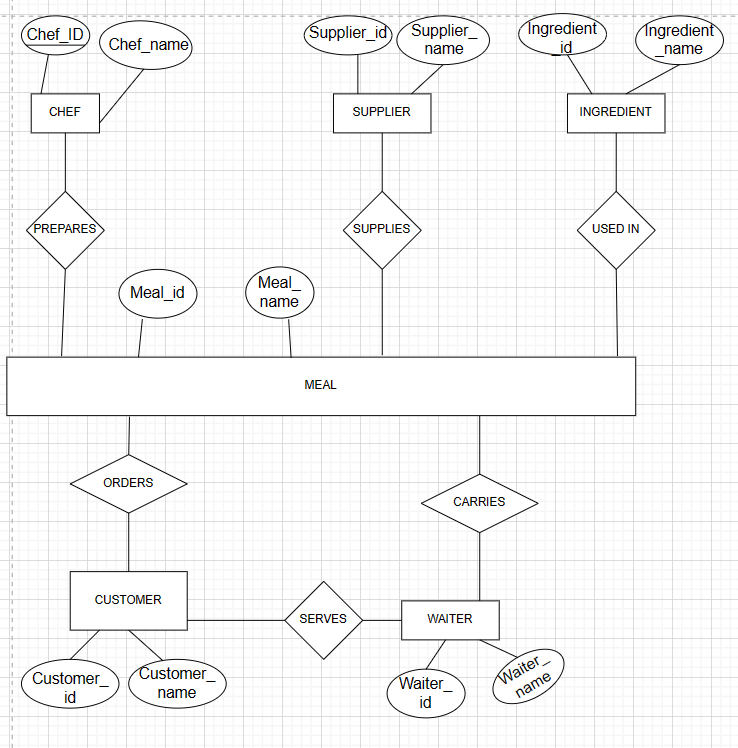 Chef_ID
Chef_name
Supplier_id
Supplier_
name
Ingredient
_id
Ingredient
_name
CHEF
SUPPLIER
INGREDIENT
PREPARES
SUPPLIES
USED IN
Meal_id
Meal_
name
MEAL
ORDERS
CARRIES
CUSTOMER
SERVES
WAITER
Customer_
id
Customer_
name
Waiter_
id
Waiter_
name